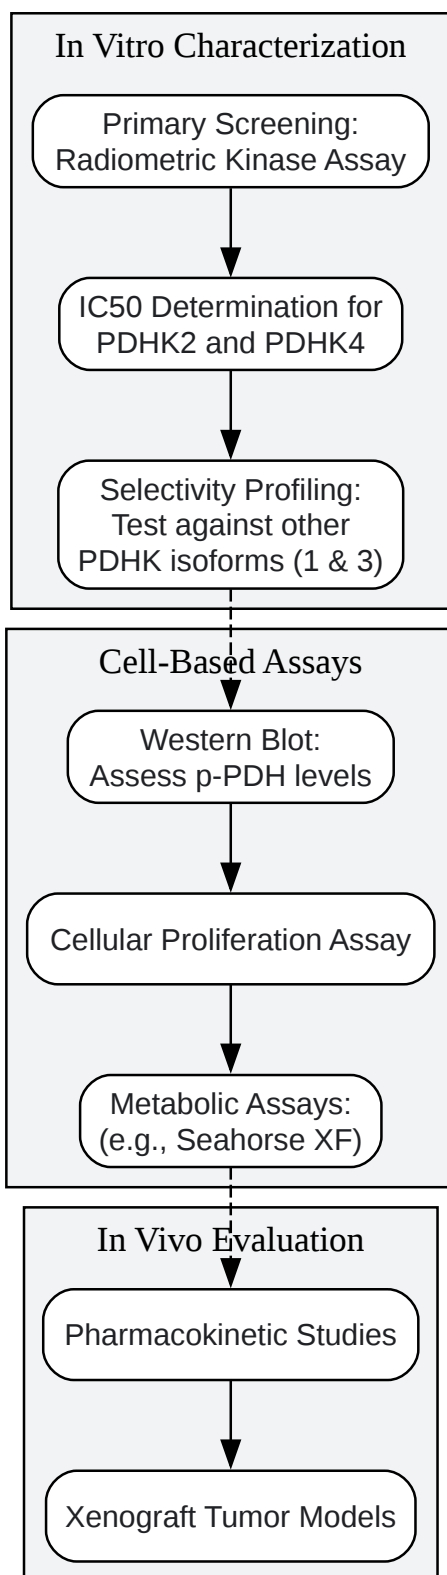 In Vitro Characterization
Primary Screening:
Radiometric Kinase Assay
IC50 Determination for
PDHK2 and PDHK4
Selectivity Profiling:
Test against other
PDHK isoforms (1 & 3)
Cell-Based Assays
Western Blot:
Assess p-PDH levels
Cellular Proliferation Assay
Metabolic Assays:
(e.g., Seahorse XF)
In Vivo Evaluation
Pharmacokinetic Studies
Xenograft Tumor Models